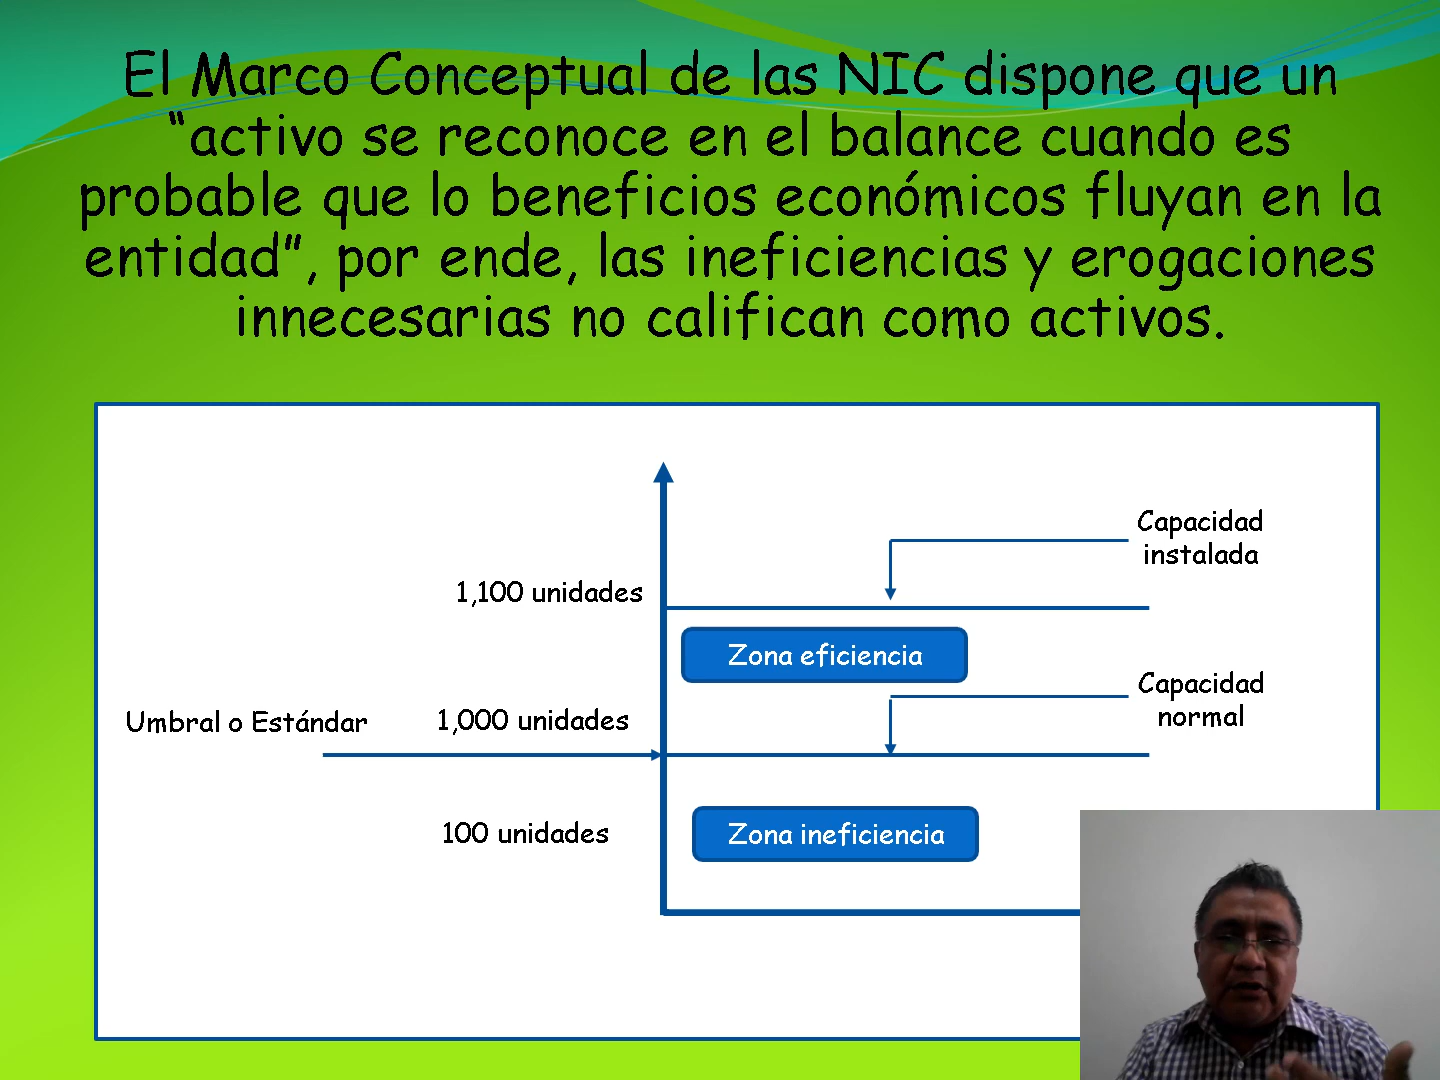 El Marco Conceptual de las NIC dispone que un
“activo se reconoce en el balance cuando es
probable que lo beneficios económicos fluyan en la
entidad”, por ende, las ineficiencias y erogaciones
innecesarias no califican como activos.
Capacidad
instalada
1,100 unidades
Zona eficiencia
Capacidad
normal
Umbral o Estándar
1,000 unidades
100 unidades
Zona ineficiencia